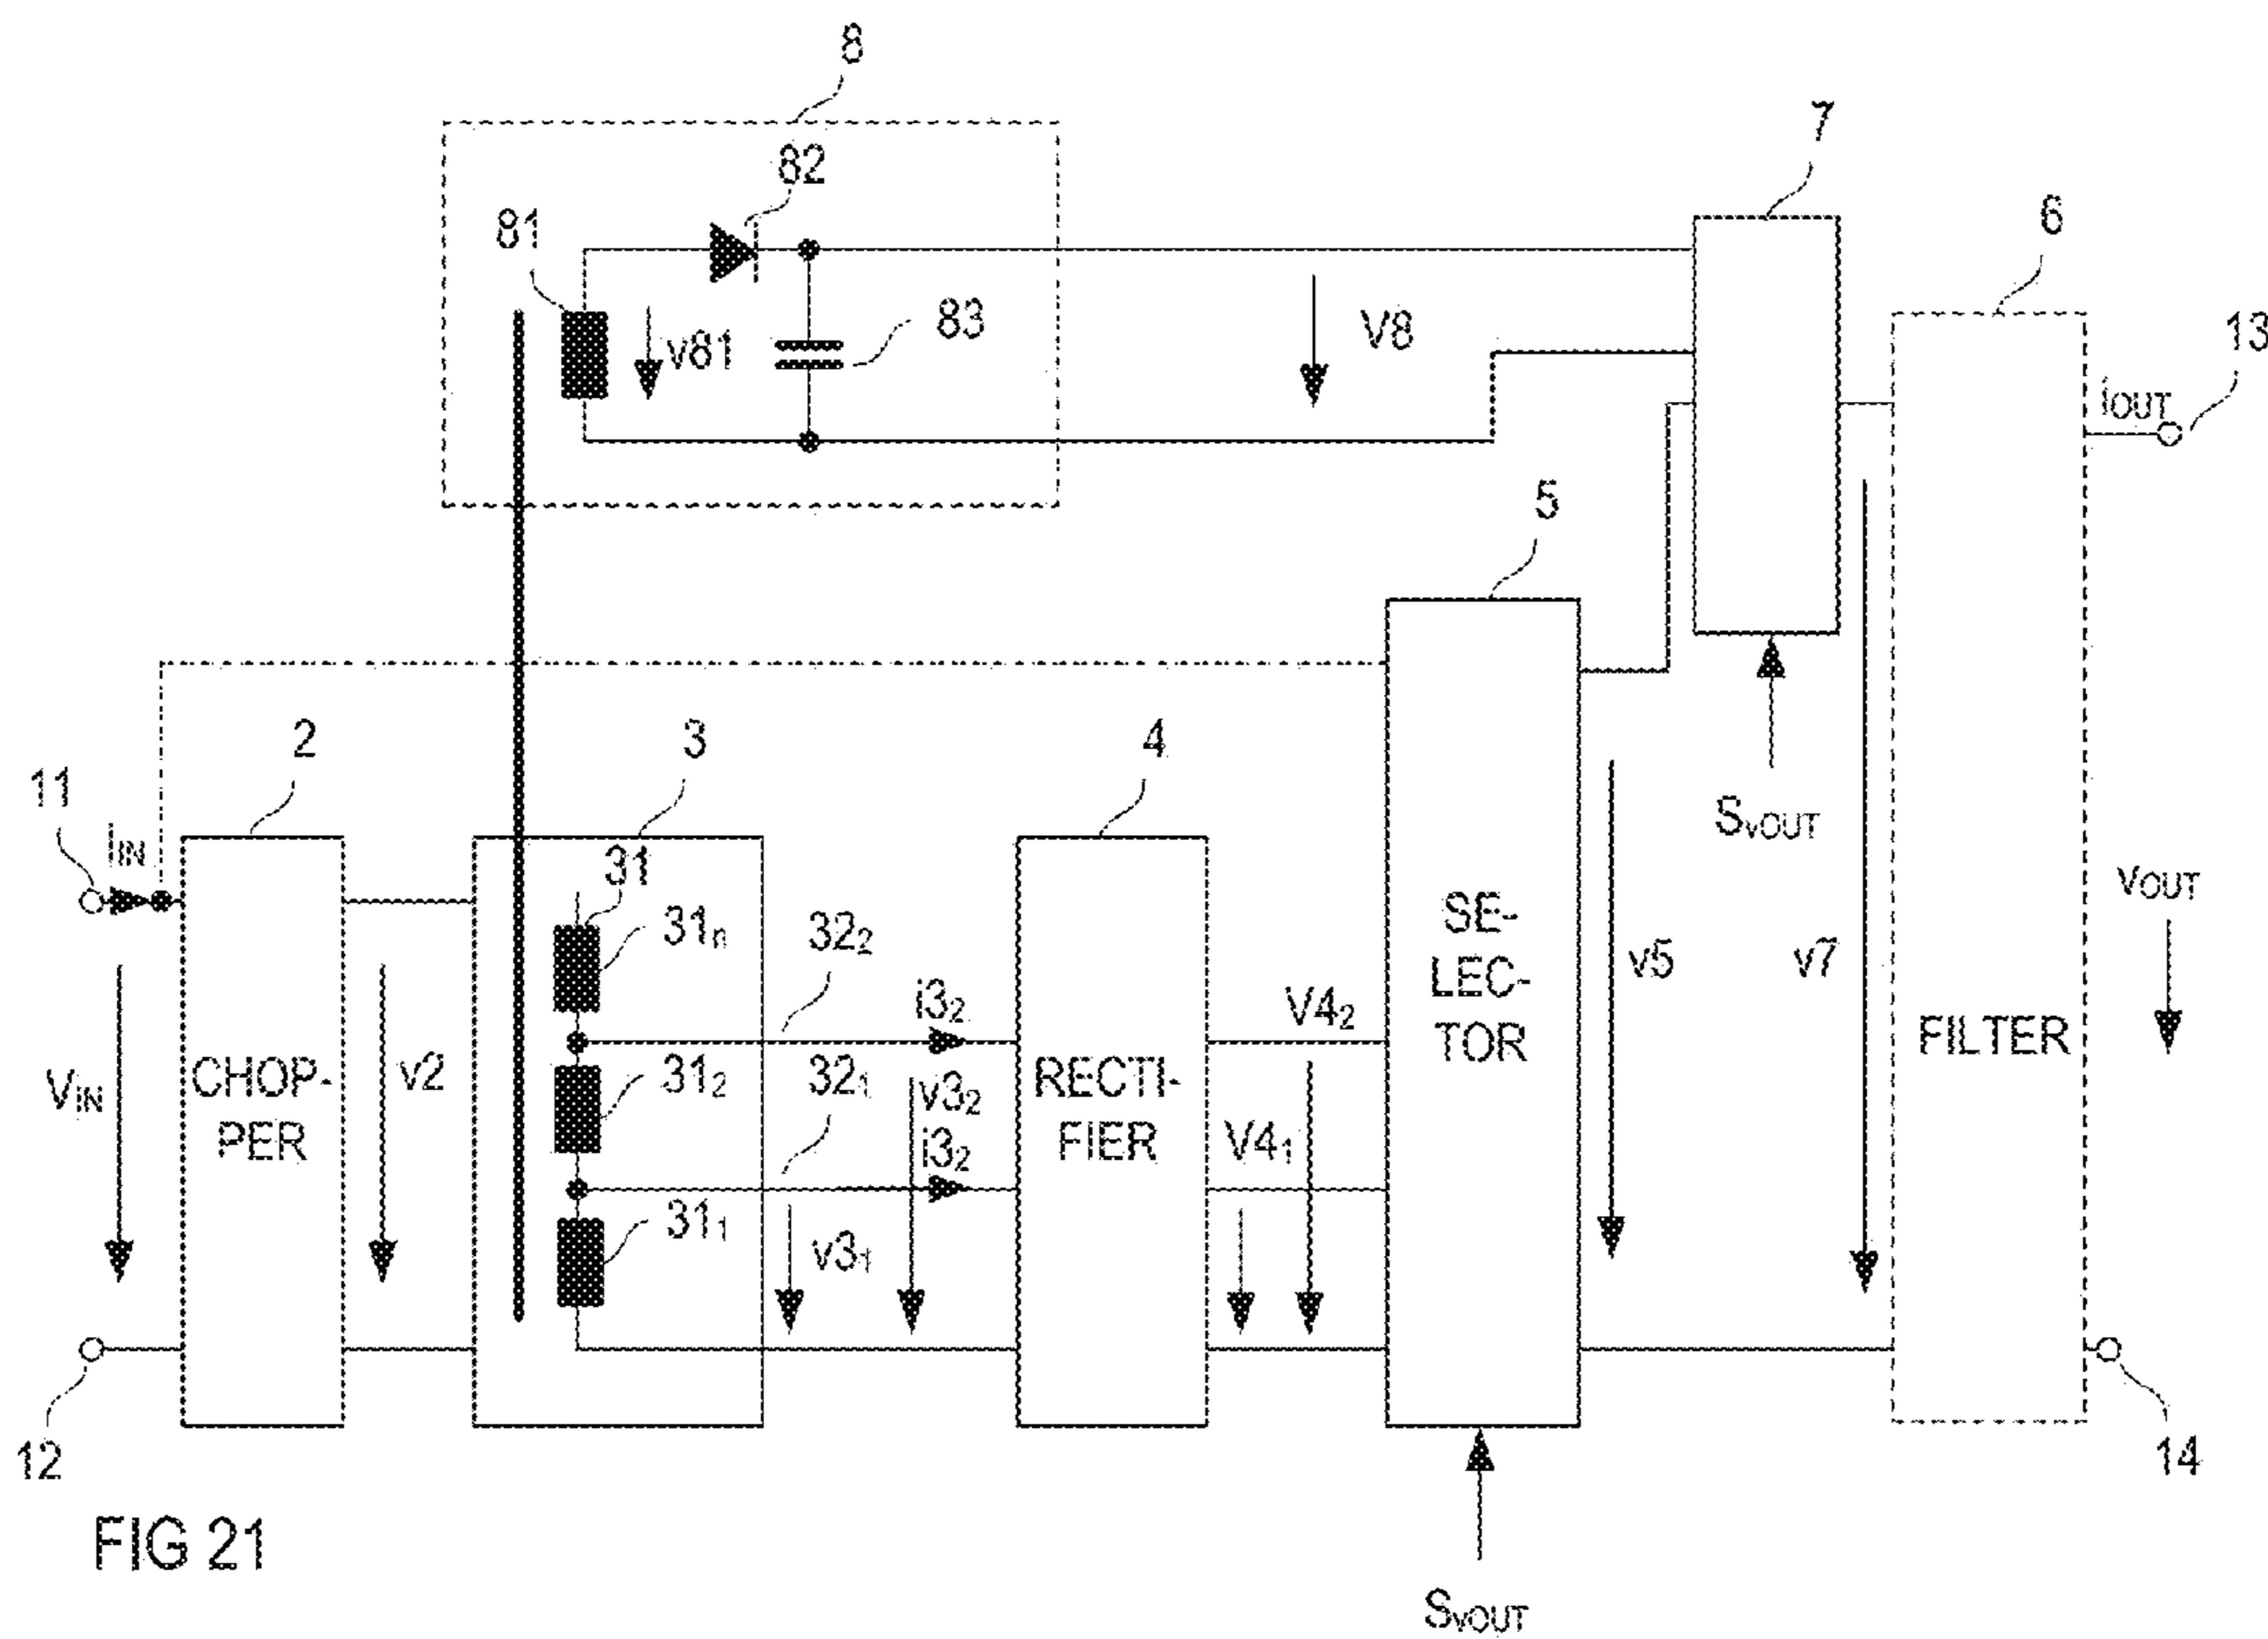 8
82
7
81
6
83
v81
V8
13
iOUT
5
2
3
4
SvOUT
11
iIN
31
vOUT
31n
32₂
i3₂
SE-
LEC-
TOR
v5
v7
V4₂
FILTER
VIN
CHOP-
PER
v2
31₂
32₁
v3₂
RECTI-
FIER
i3₂
V4₁
31₁
v3₁
12
14
FIG 21
SvOUT